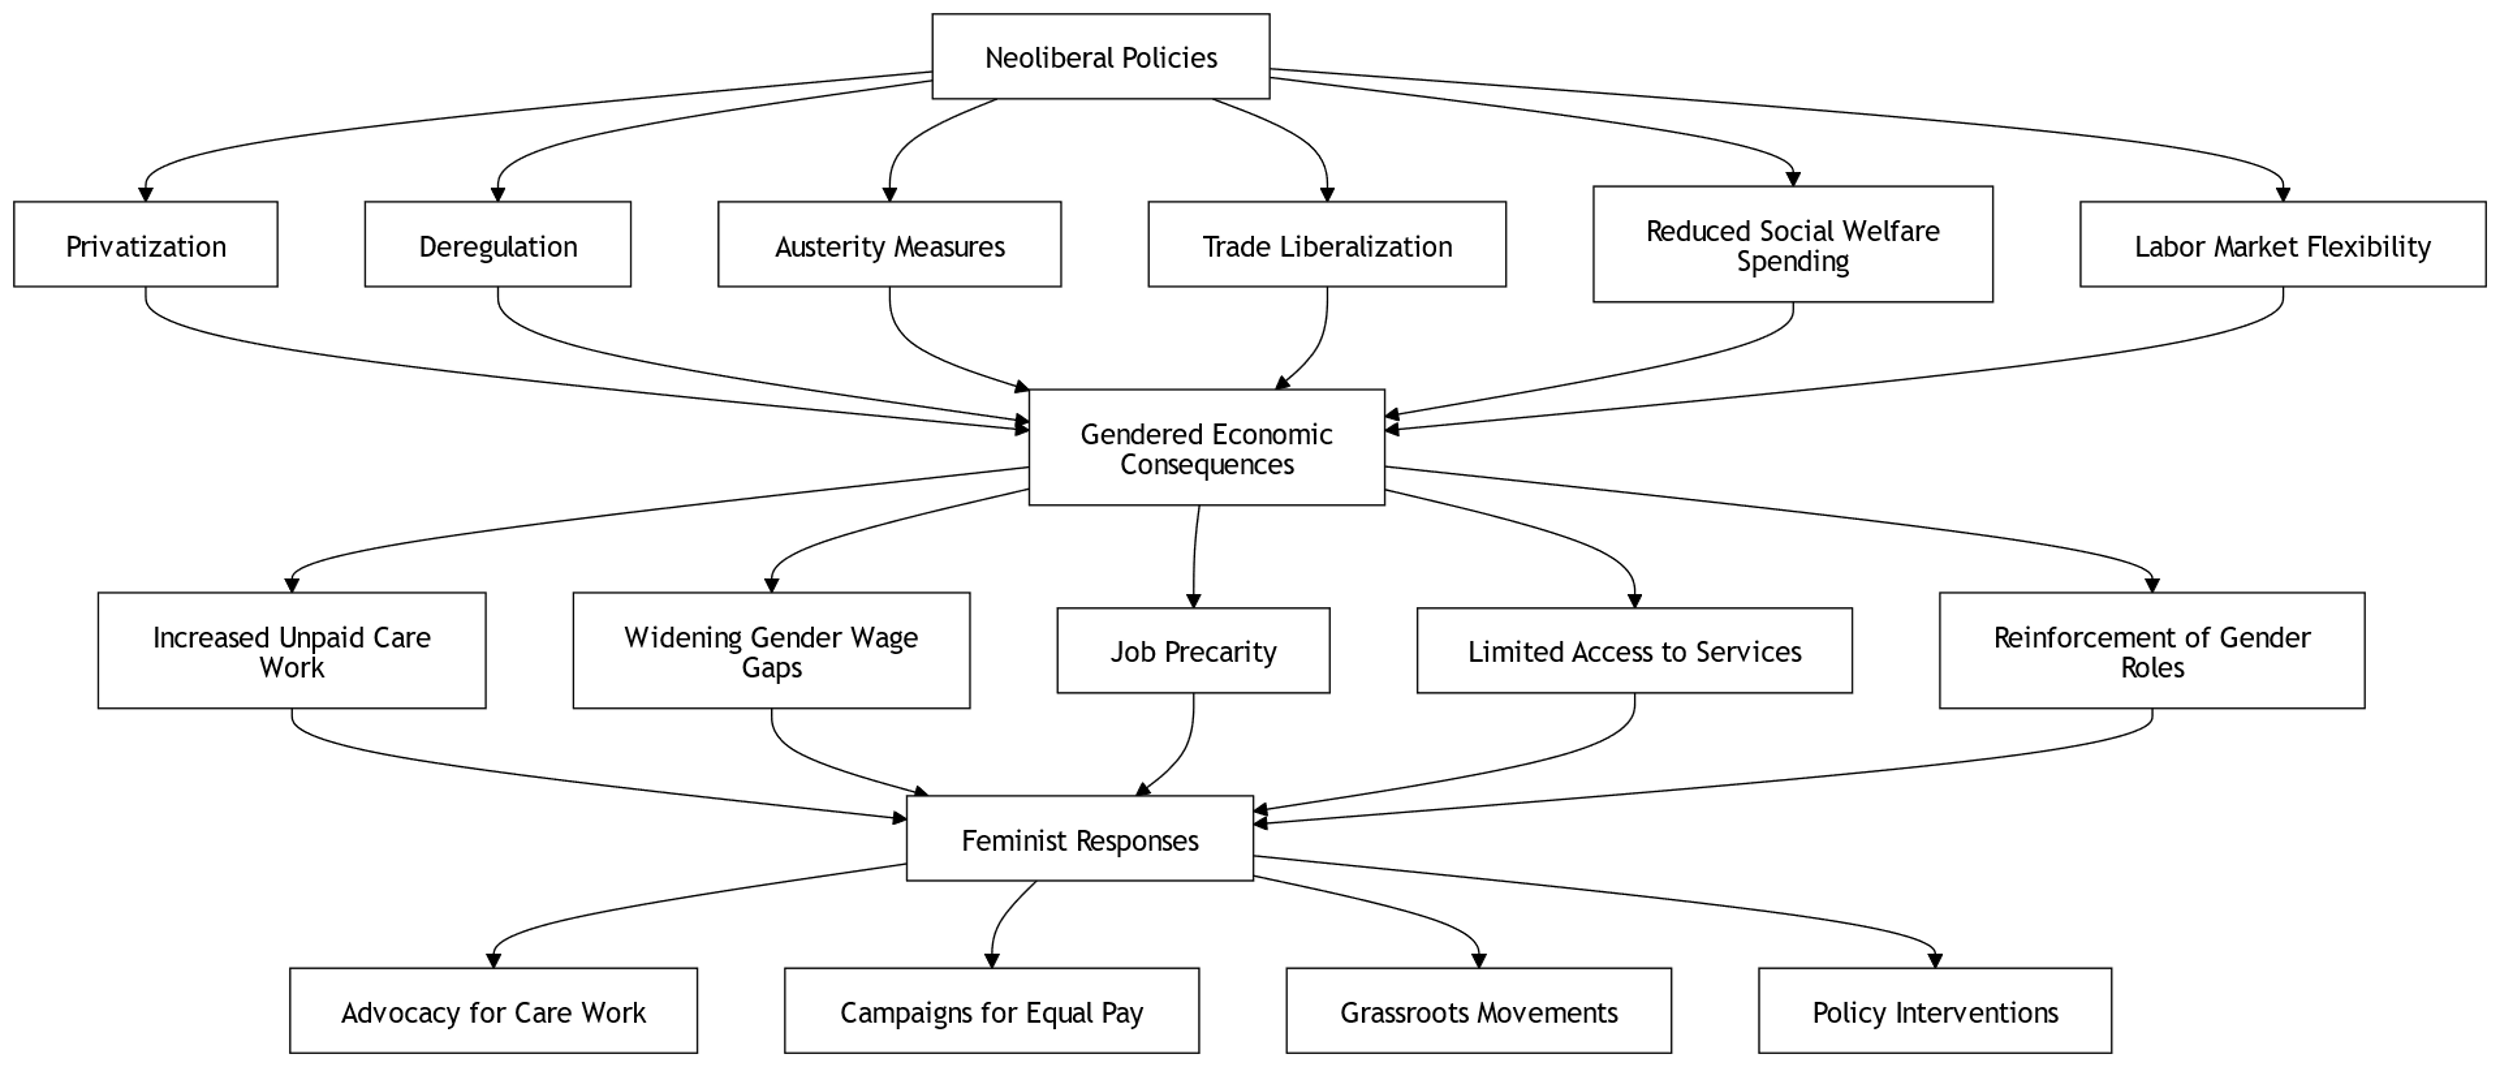 Neoliberal Policies
Privatization
Deregulation
Austerity Measures
Trade Liberalization
Reduced Social Welfare
Spending
Labor Market Flexibility
Gendered Economic
Consequences
Increased Unpaid Care
Work
Widening Gender Wage
Gaps
Job Precarity
Limited Access to Services
Reinforcement of Gender
Roles
Feminist Responses
Advocacy for Care Work
Campaigns for Equal Pay
Grassroots Movements
Policy Interventions